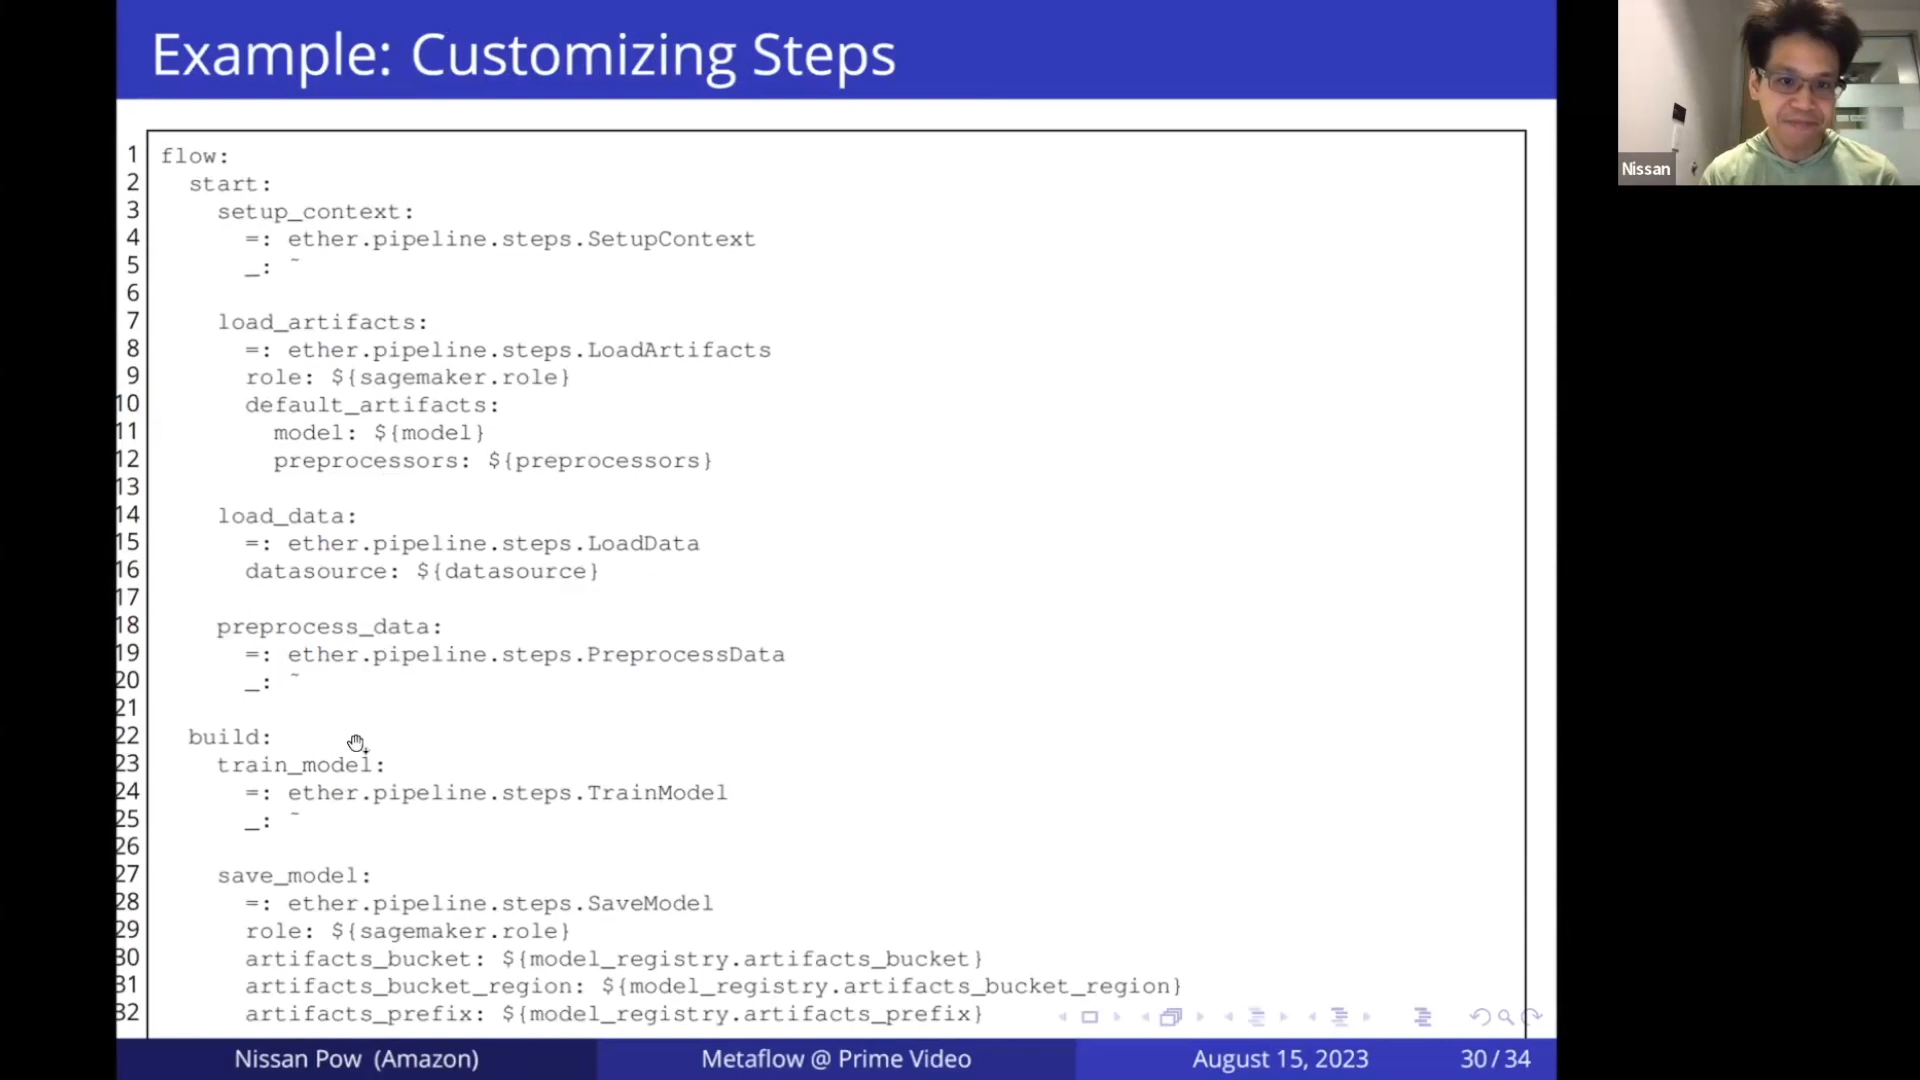 Example: Customizing Steps
1 flow:
2 start:
3 setup_context:
4 =: ether.pipeline.steps.SetupContext
5 _: ~
6
7 load_artifacts:
8 =: ether.pipeline.steps.LoadArtifacts
9 role: ${sagemaker.role}
10 default_artifacts:
11 model: ${model}
12 preprocessors: ${preprocessors}
13
14 load_data:
15 =: ether.pipeline.steps.LoadData
16 datasource: ${datasource}
17
18 preprocess_data:
19 =: ether.pipeline.steps.PreprocessData
20 _: ~
21
22 build:
23 train_model:
24 =: ether.pipeline.steps.TrainModel
25 _: ~
26
27 save_model:
28 =: ether.pipeline.steps.SaveModel
29 role: ${sagemaker.role}
30 artifacts_bucket: ${model_registry.artifacts_bucket}
31 artifacts_bucket_region: ${model_registry.artifacts_bucket_region}
32 artifacts_prefix: ${model_registry.artifacts_prefix}
Nissan Pow (Amazon) Metaflow @ Prime Video August 15, 2023 30 / 34
Nissan